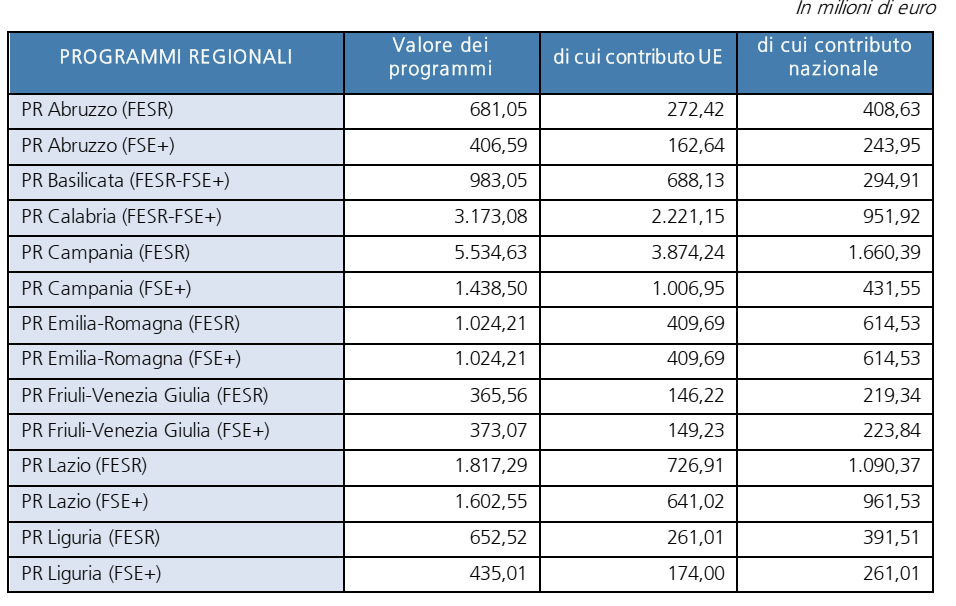 In milioni di euro
PROGRAMMI REGIONALI Valore dei programmi di cui contributo UE di cui contributo nazionale
PR Abruzzo (FESR) 681,05 272,42 408,63
PR Abruzzo (FSE+) 406,59 162,64 243,95
PR Basilicata (FESR-FSE+) 983,05 688,13 294,91
PR Calabria (FESR-FSE+) 3.173,08 2.221,15 951,92
PR Campania (FESR) 5.534,63 3.874,24 1.660,39
PR Campania (FSE+) 1.438,50 1.006,95 431,55
PR Emilia-Romagna (FESR) 1.024,21 409,69 614,53
PR Emilia-Romagna (FSE+) 1.024,21 409,69 614,53
PR Friuli-Venezia Giulia (FESR) 365,56 146,22 219,34
PR Friuli-Venezia Giulia (FSE+) 373,07 149,23 223,84
PR Lazio (FESR) 1.817,29 726,91 1.090,37
PR Lazio (FSE+) 1.602,55 641,02 961,53
PR Liguria (FESR) 652,52 261,01 391,51
PR Liguria (FSE+) 435,01 174,00 261,01